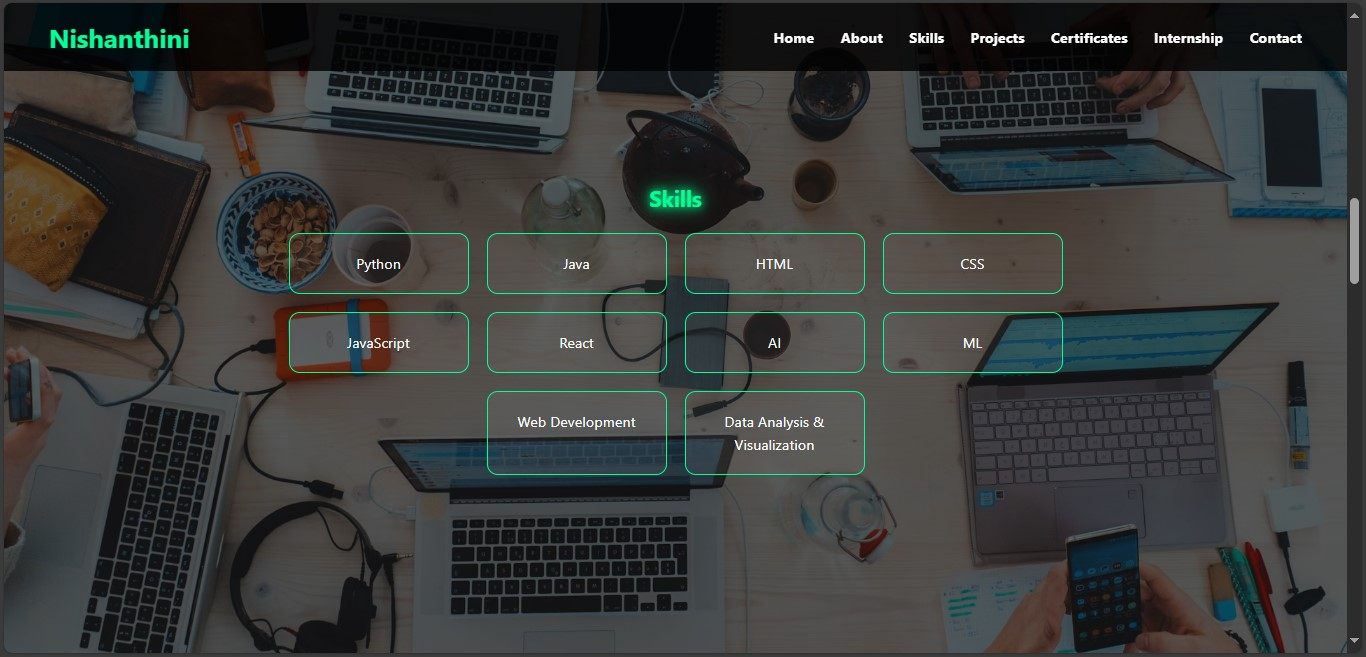 Nishanthini
Home About Skills Projects Certificates Internship Contact
Skills
Python Java HTML CSS
JavaScript React AI ML
Web Development
Data Analysis &
Visualization